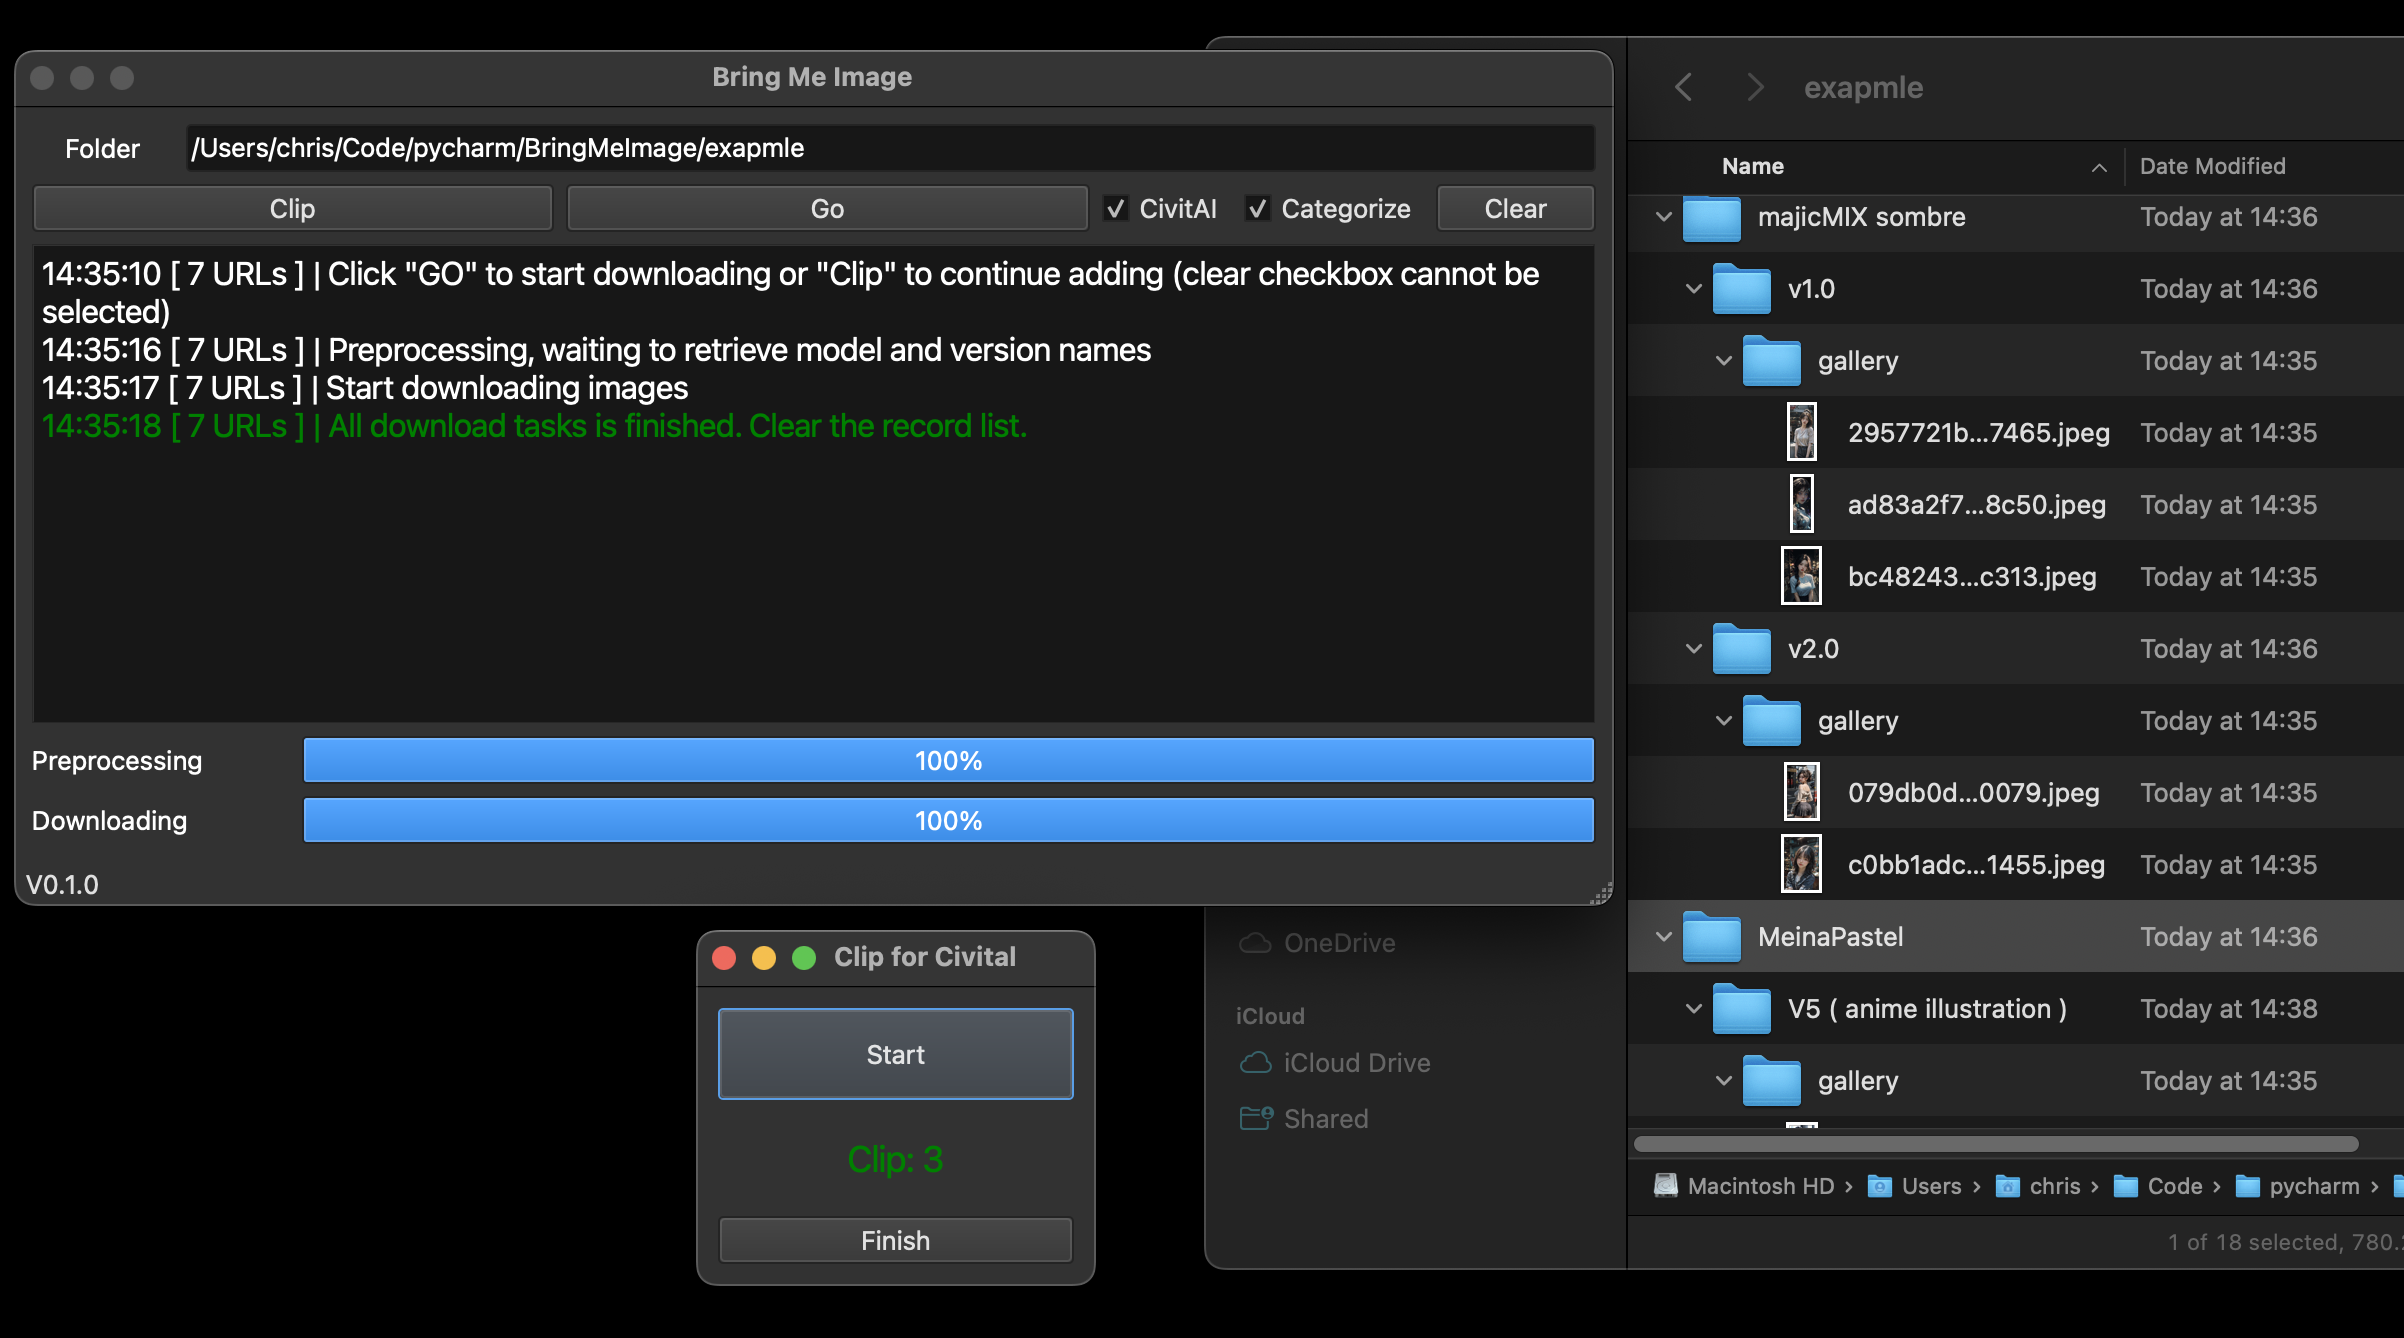 Bring Me Image
Folder
/Users/chris/Code/pycharm/BringMeImage/exapmle
Clip
Go
CivitAI
Categorize
Clear
14:35:10 [ 7 URLs ] | Click "GO" to start downloading or "Clip" to continue adding (clear checkbox cannot be
selected)
14:35:16 [ 7 URLs ] | Preprocessing, waiting to retrieve model and version names
14:35:17 [ 7 URLs ] | Start downloading images
14:35:18 [ 7 URLs ] | All download tasks is finished. Clear the record list.
Preprocessing
100%
Downloading
100%
V0.1.0
Clip for Civital
Start
Clip: 3
Finish
OneDrive
iCloud
iCloud Drive
Shared
exapmle
Name
Date Modified
majicMIX sombre
Today at 14:36
v1.0
Today at 14:36
gallery
Today at 14:35
2957721b...7465.jpeg
Today at 14:35
ad83a2f7...8c50.jpeg
Today at 14:35
bc48243...c313.jpeg
Today at 14:35
v2.0
Today at 14:36
gallery
Today at 14:35
079db0d...0079.jpeg
Today at 14:35
c0bb1adc...1455.jpeg
Today at 14:35
MeinaPastel
Today at 14:36
V5 ( anime illustration )
Today at 14:38
gallery
Today at 14:35
Macintosh HD › Users › chris › Code › pycharm ›
1 of 18 selected, 780.